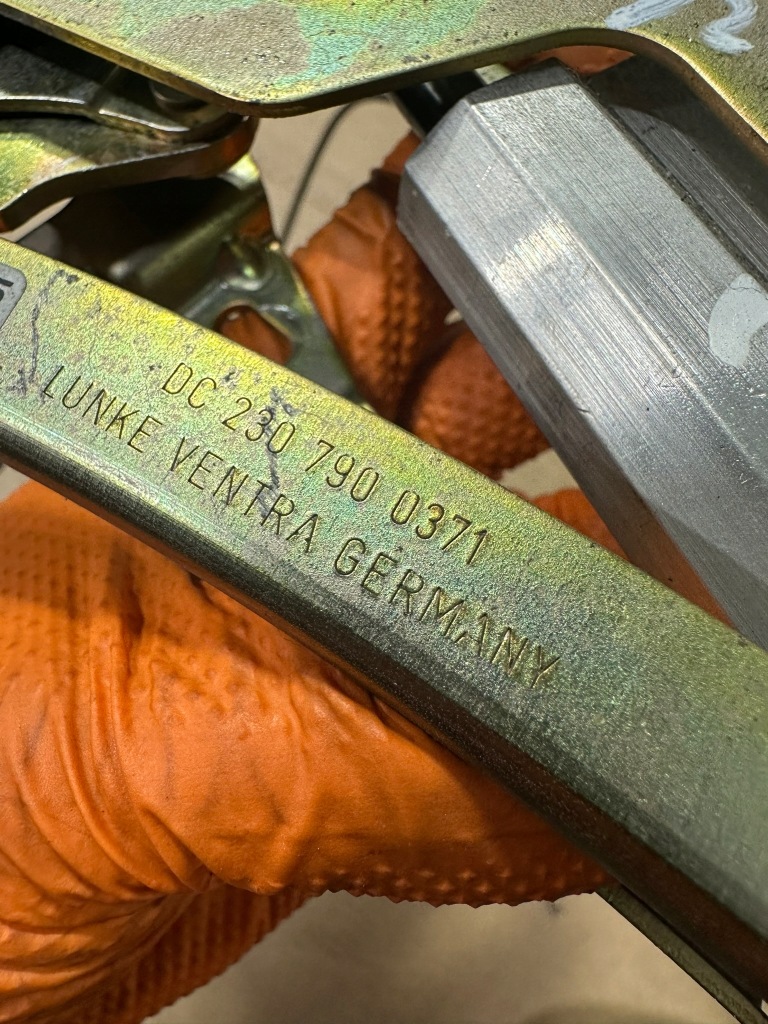 DC 230 790 0371
LUNKE VENTRA GERMANY